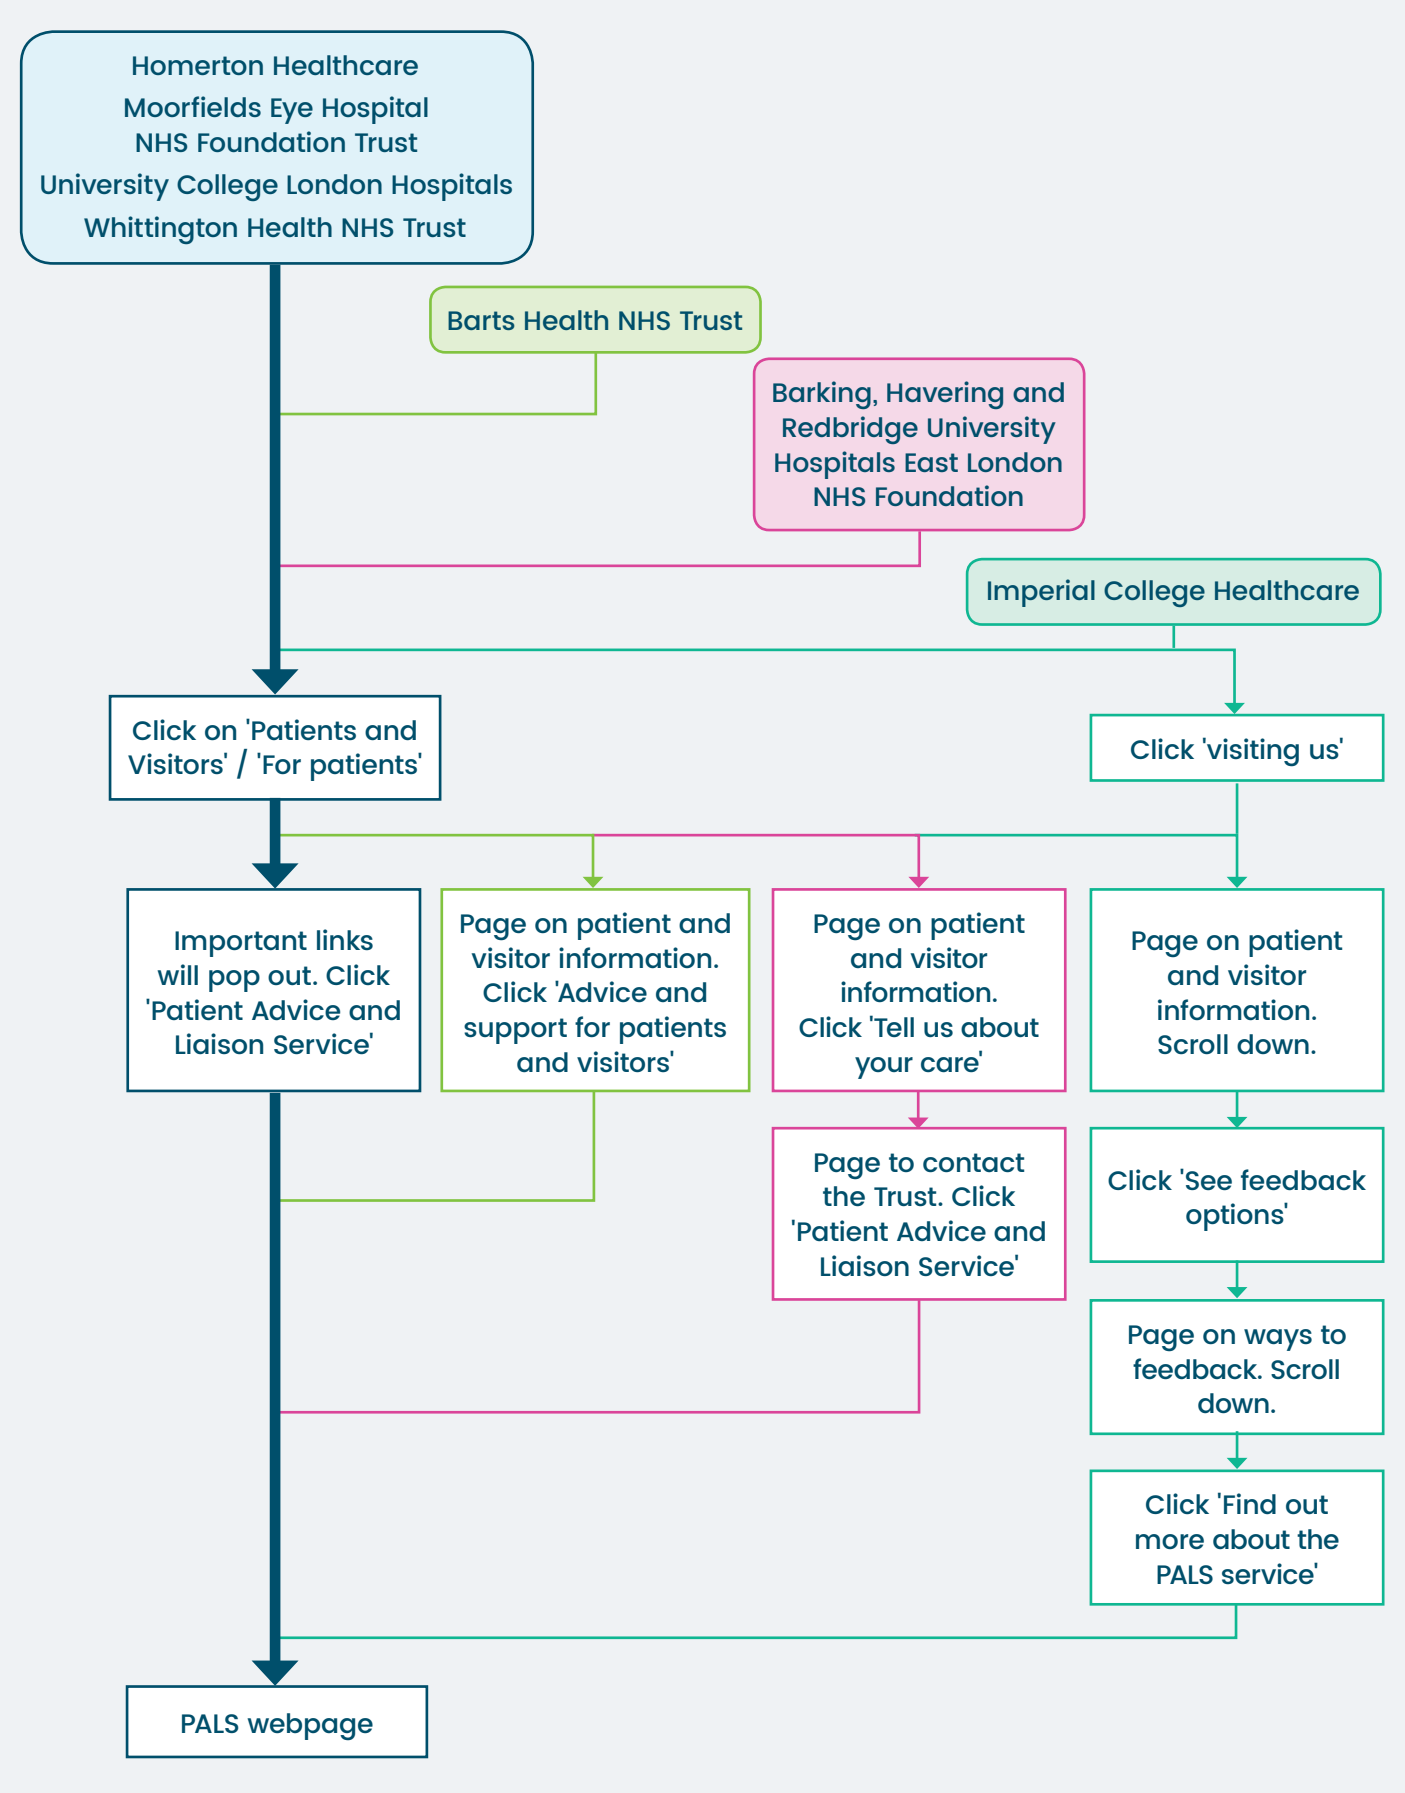 Homerton Healthcare
Moorfields Eye Hospital
NHS Foundation Trust
University College London Hospitals
Whittington Health NHS Trust
Barts Health NHS Trust
Barking, Havering and
Redbridge University
Hospitals East London
NHS Foundation
Imperial College Healthcare
Click on 'Patients and
Visitors' / 'For patients'
Click 'visiting us'
Important links
will pop out. Click
'Patient Advice and
Liaison Service'
Page on patient and
visitor information.
Click 'Advice and
support for patients
and visitors'
Page on patient
and visitor
information.
Click 'Tell us about
your care'
Page on patient
and visitor
information.
Scroll down.
Page to contact
the Trust. Click
'Patient Advice and
Liaison Service'
Click 'See feedback
options'
Page on ways to
feedback. Scroll
down.
Click 'Find out
more about the
PALS service'
PALS webpage